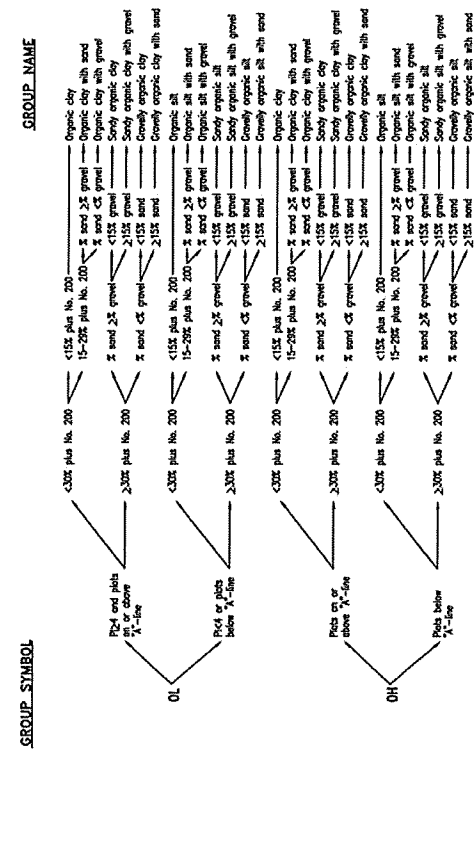 GROUP SYMBOL
GROUP NAME
OL
PI≥4 and plots
on or above
"A"-line
<30% plus No. 200
<15% plus No. 200
Organic clay
15-29% plus No. 200
% sand ≥% gravel
Organic clay with sand
% sand <% gravel
Organic clay with gravel
≥30% plus No. 200
% sand ≥% gravel
<15% gravel
Sandy organic clay
≥15% gravel
Sandy organic clay with gravel
% sand <% gravel
<15% sand
Gravelly organic clay
≥15% sand
Gravelly organic clay with sand
PI<4 or plots
below "A"-line
<30% plus No. 200
<15% plus No. 200
Organic silt
15-29% plus No. 200
% sand ≥% gravel
Organic silt with sand
% sand <% gravel
Organic silt with gravel
≥30% plus No. 200
% sand ≥% gravel
<15% gravel
Sandy organic silt
≥15% gravel
Sandy organic silt with gravel
% sand <% gravel
<15% sand
Gravelly organic silt
≥15% sand
Gravelly organic silt with sand
OH
Plots on or
above "A"-line
<30% plus No. 200
<15% plus No. 200
Organic clay
15-29% plus No. 200
% sand ≥% gravel
Organic clay with sand
% sand <% gravel
Organic clay with gravel
≥30% plus No. 200
% sand ≥% gravel
<15% gravel
Sandy organic clay
≥15% gravel
Sandy organic clay with gravel
% sand <% gravel
<15% sand
Gravelly organic clay
≥15% sand
Gravelly organic clay with sand
Plots below
"A"-line
<30% plus No. 200
<15% plus No. 200
Organic silt
15-29% plus No. 200
% sand ≥% gravel
Organic silt with sand
% sand <% gravel
Organic silt with gravel
≥30% plus No. 200
% sand ≥% gravel
<15% gravel
Sandy organic silt
≥15% gravel
Sandy organic silt with gravel
% sand <% gravel
<15% sand
Gravelly organic silt
≥15% sand
Gravelly organic silt with sand